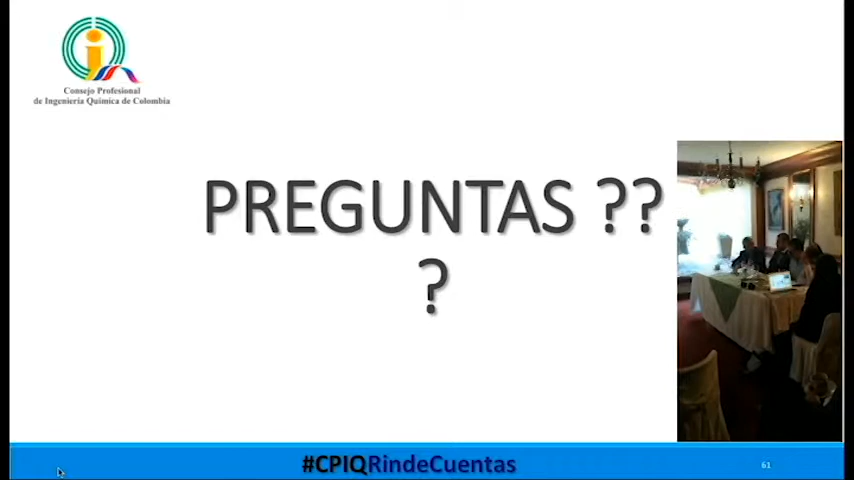 Consejo Profesional
de Ingeniería Química de Colombia
PREGUNTAS ??
?
#CPIQRindeCuentas
61